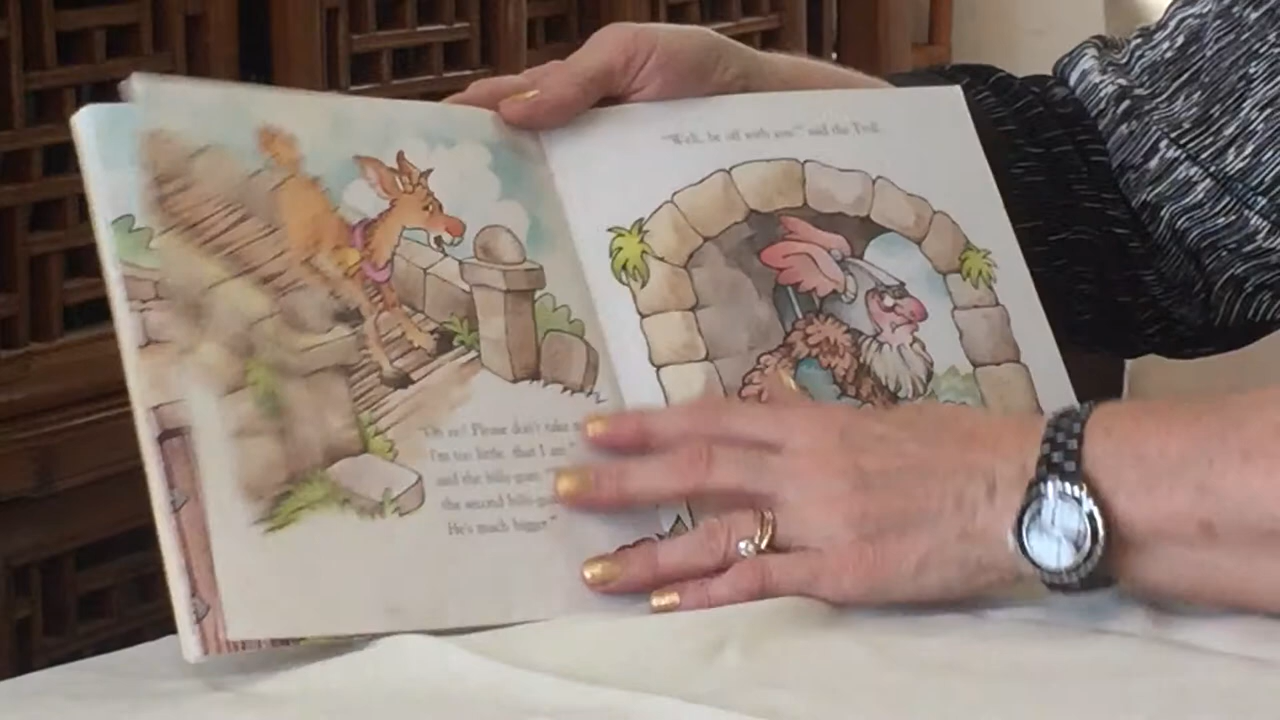 "Oh no! Please don't take
I'm too little, that I am,"
said the billy-goat.
the second billy-goat
He's much bigger."
"Well, be off with you!" said the Troll.